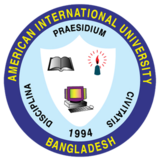 AMERICAN INTERNATIONAL UNIVERSITY
PRAESIDIUM
DISCIPLINA
CIVITATIS
1994
BANGLADESH